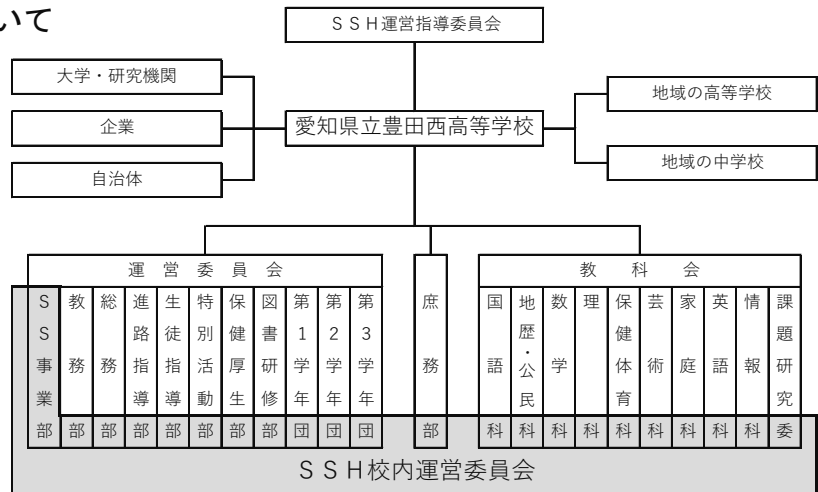 いて
ＳＳＨ運営指導委員会
大学・研究機関
企業
自治体
愛知県立豊田西高等学校
地域の高等学校
地域の中学校
運営委員会
ＳＳ事業部
教務部
総務部
進路指導部
生徒指導部
特別活動部
保健厚生部
図書研修部
第1学年団
第2学年団
第3学年団
庶務部
教科会
国語科
地歴・公民科
数学科
理科
保健体育科
芸術科
家庭科
英語科
情報科
課題研究委
ＳＳＨ校内運営委員会